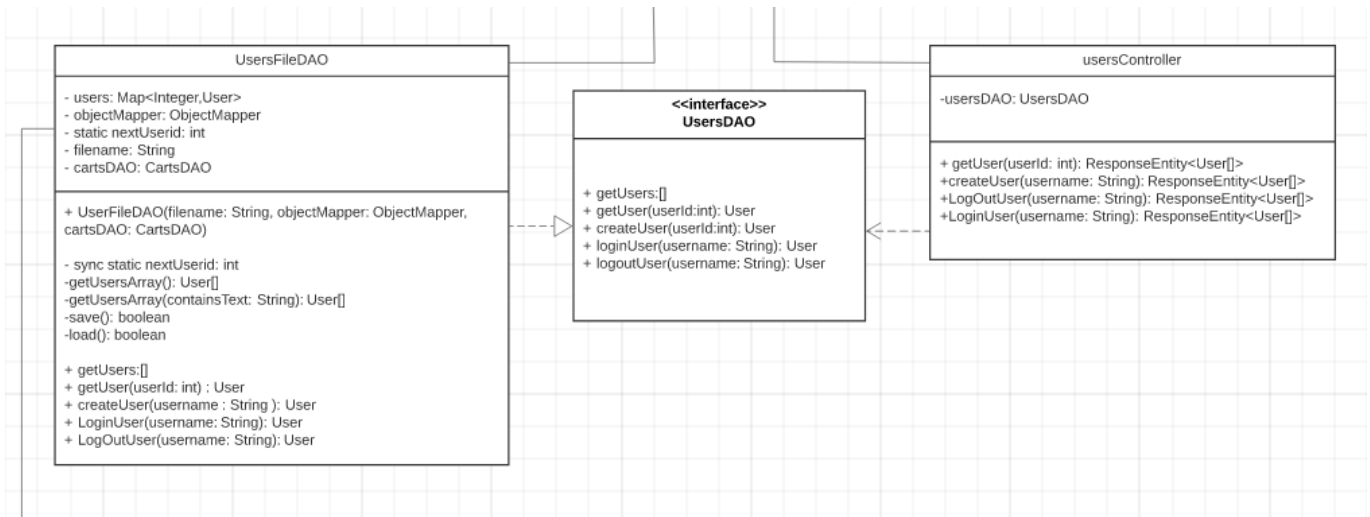 UsersFileDAO
- users: Map<Integer,User>
- objectMapper: ObjectMapper
- static nextUserid: int
- filename: String
- cartsDAO: CartsDAO
+ UserFileDAO(filename: String, objectMapper: ObjectMapper,
cartsDAO: CartsDAO)
- sync static nextUserid: int
-getUsersArray(): User[]
-getUsersArray(containsText: String): User[]
-save(): boolean
-load(): boolean
+ getUsers:[]
+ getUser(userId: int) : User
+ createUser(username : String ): User
+ LoginUser(username: String): User
+ LogOutUser(username: String): User
<<interface>>
UsersDAO
+ getUsers:[]
+ getUser(userId:int): User
+ createUser(userId:int): User
+ loginUser(username: String): User
+ logoutUser(username: String): User
usersController
-usersDAO: UsersDAO
+ getUser(userId: int): ResponseEntity<User[]>
+createUser(username: String): ResponseEntity<User[]>
+LogOutUser(username: String): ResponseEntity<User[]>
+LoginUser(username: String): ResponseEntity<User[]>